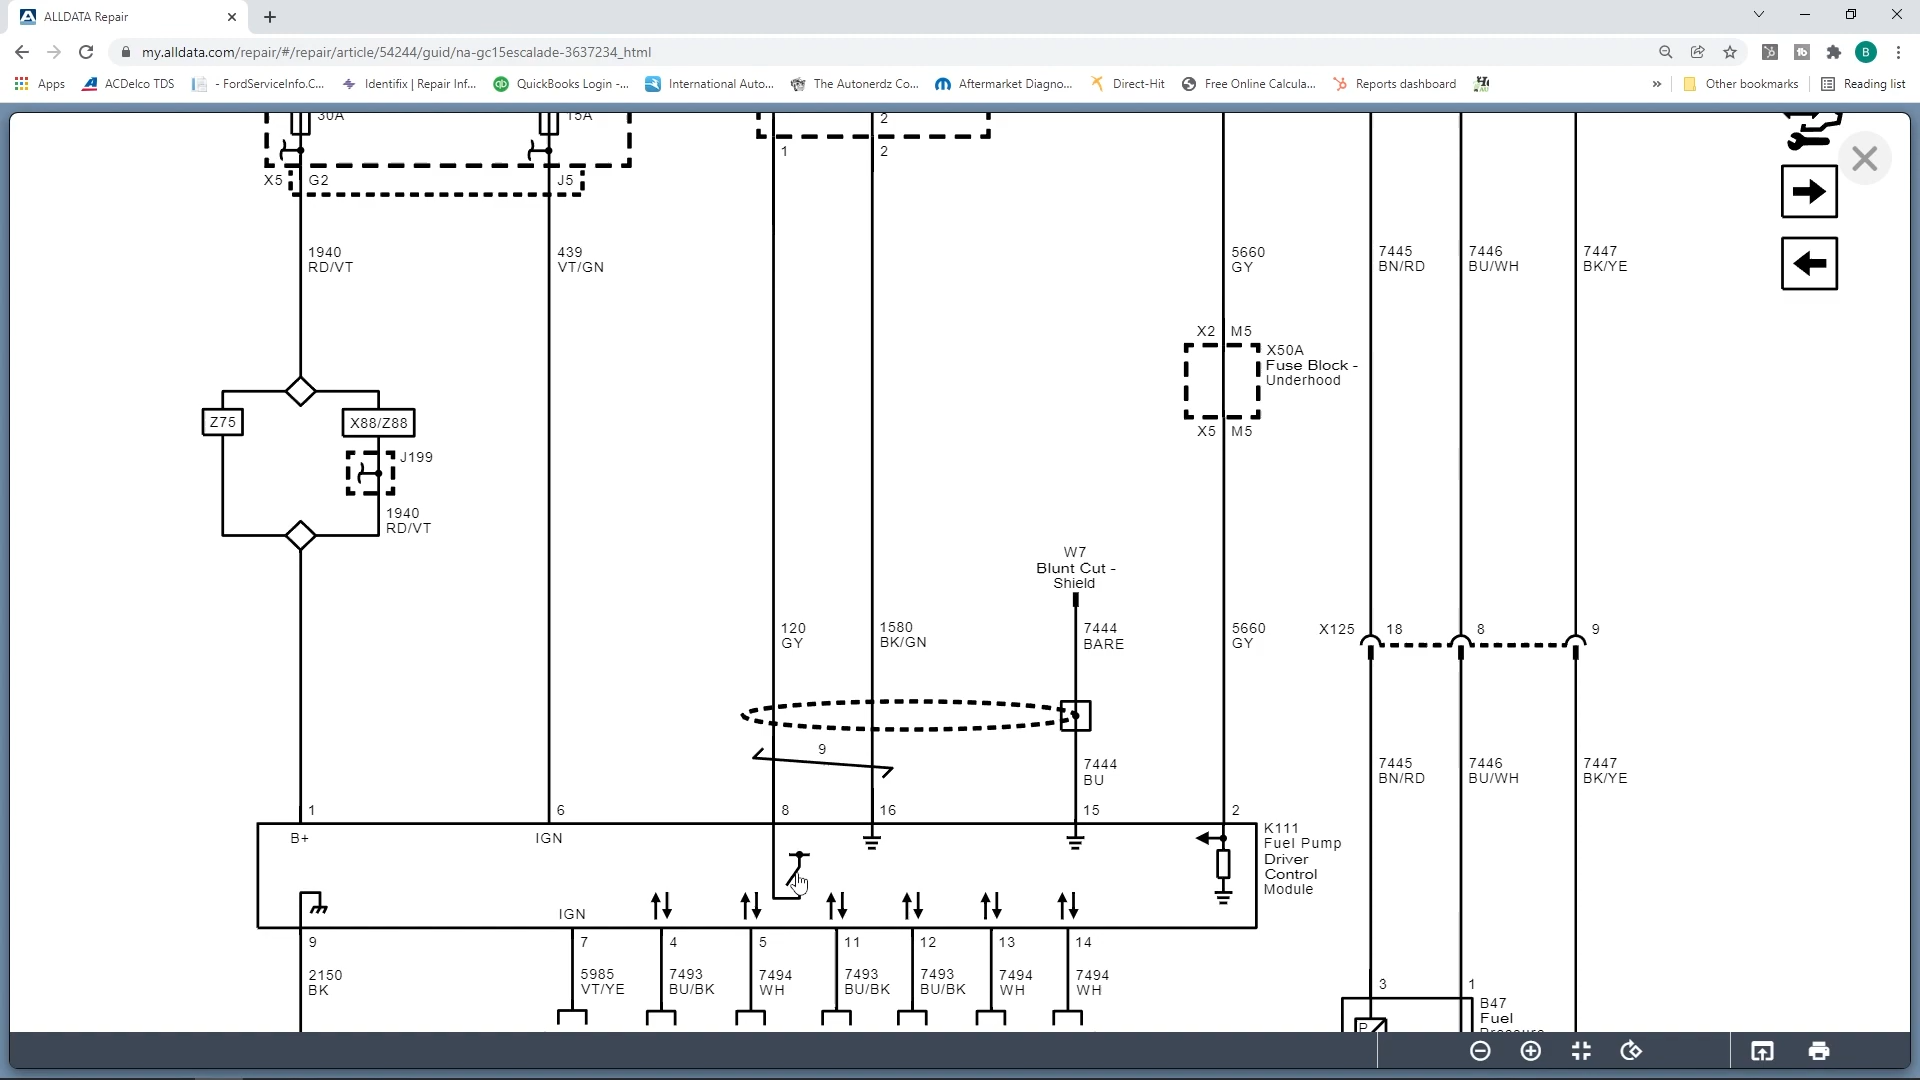 ALLDATA Repair
my.alldata.com/repair/#/repair/article/54244/guid/na-gc15escalade-3637234_html
B
Apps
ACDelco TDS
- FordServiceInfo.C...
Identifix | Repair Inf...
QuickBooks Login -...
International Auto...
The Autonerdz Co...
Aftermarket Diagno...
Direct-Hit
Free Online Calcula...
Reports dashboard
Other bookmarks
Reading list
30A
15A
2
1
2
X5
G2
J5
1940
RD/VT
439
VT/GN
5660
GY
7445
BN/RD
7446
BU/WH
7447
BK/YE
X2
M5
X50A
Fuse Block -
Underhood
X5
M5
Z75
X88/Z88
J199
1940
RD/VT
W7
Blunt Cut -
Shield
120
GY
1580
BK/GN
7444
BARE
5660
GY
X125
18
8
9
9
7444
BU
7445
BN/RD
7446
BU/WH
7447
BK/YE
1
6
8
16
15
2
B+
IGN
K111
Fuel Pump
Driver
Control
Module
IGN
9
7
4
5
11
12
13
14
2150
BK
5985
VT/YE
7493
BU/BK
7494
WH
7493
BU/BK
7493
BU/BK
7494
WH
7494
WH
3
1
B47
Fuel
P